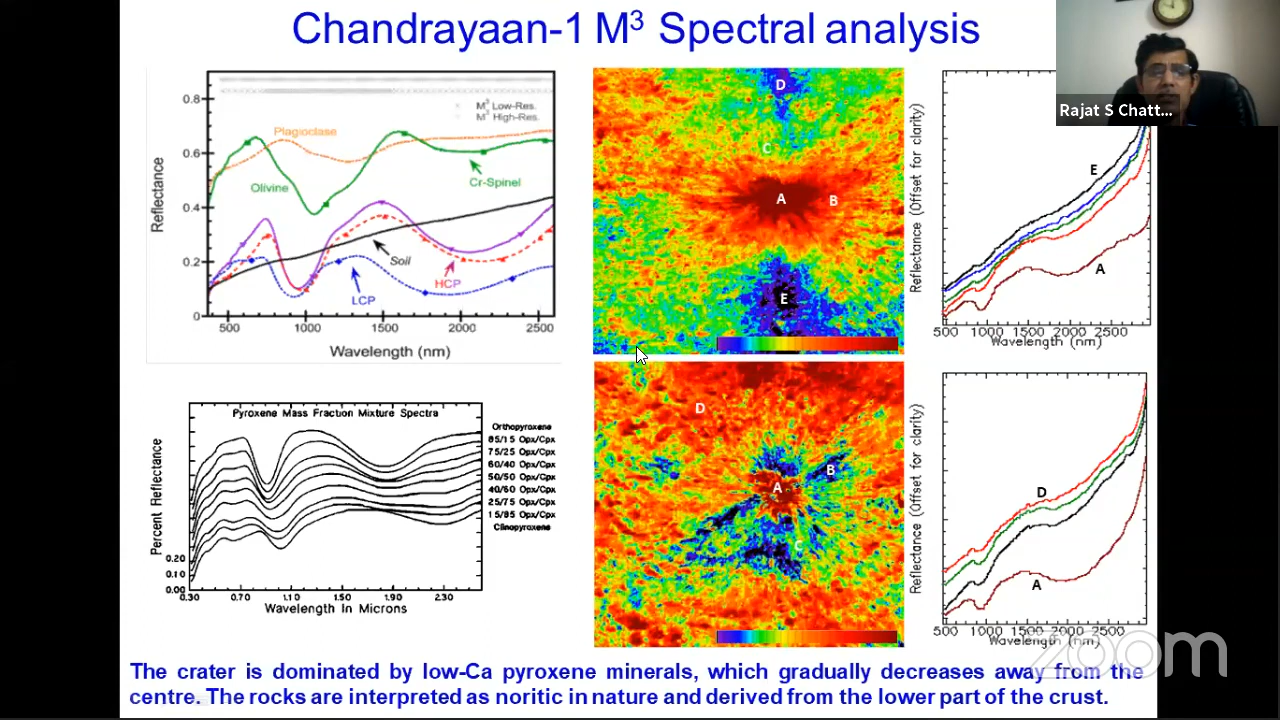 Chandrayaan-1 M³ Spectral analysis
Rajat S Chatt...
0.8
0.6
0.4
0.2
0
M³ Low-Res.
M³ High-Res.
Plagioclase
Olivine
Cr-Spinel
Soil
HCP
LCP
Reflectance
500 1000 1500 2000 2500
Wavelength (nm)
D
C
A
B
E
Reflectance (Offset for clarity)
E
A
500 1000 1500 2000 2500
Wavelength (nm)
Pyroxene Mass Fraction Mixture Spectra
Percent Reflectance
0.20
0.10
0.00
Orthopyroxene
85/15 Opx/Cpx
75/25 Opx/Cpx
60/40 Opx/Cpx
50/50 Opx/Cpx
40/60 Opx/Cpx
25/75 Opx/Cpx
15/85 Opx/Cpx
Clinopyroxene
0.30 0.70 1.10 1.50 1.90 2.30
Wavelength In Microns
D
B
A
C
Reflectance (Offset for clarity)
D
A
500 1000 1500 2000 2500
Wavelength (nm)
zoom
The crater is dominated by low-Ca pyroxene minerals, which gradually decreases away from the
centre. The rocks are interpreted as noritic in nature and derived from the lower part of the crust.